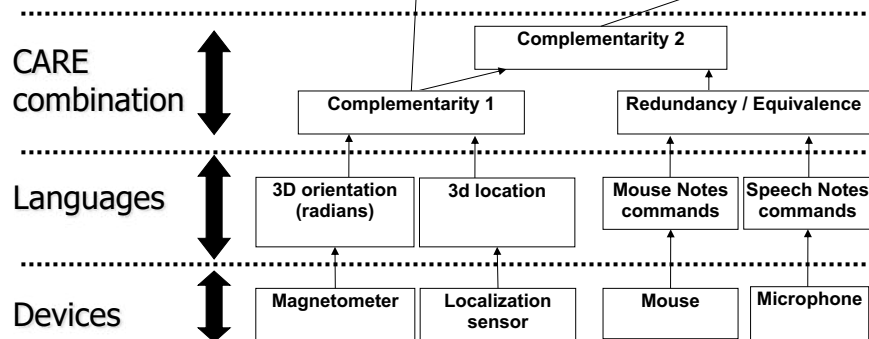 Complementarity 2
CARE
combination
Complementarity 1
Redundancy / Equivalence
Languages
3D orientation
(radians)
3d location
Mouse Notes
commands
Speech Notes
commands
Devices
Magnetometer
Localization
sensor
Mouse
Microphone